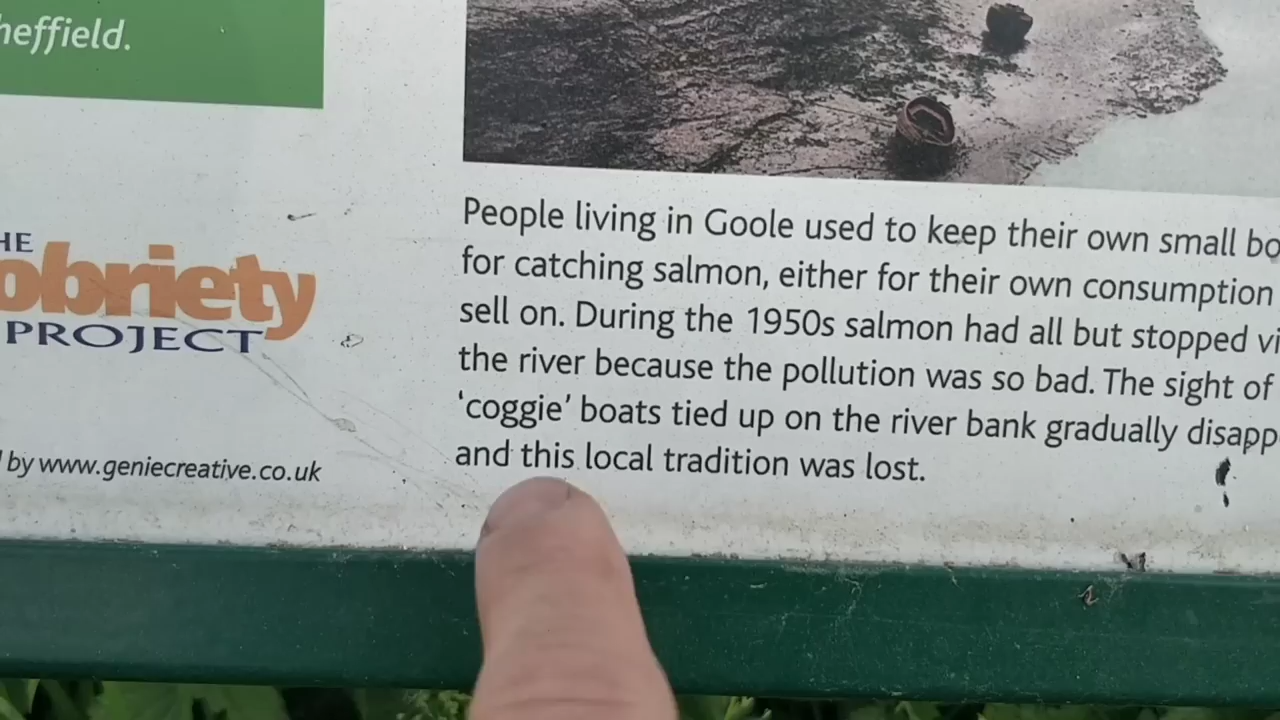 heffield.
HE
obriety
PROJECT
by www.geniecreative.co.uk
People living in Goole used to keep their own small bo
for catching salmon, either for their own consumption
sell on. During the 1950s salmon had all but stopped vi
the river because the pollution was so bad. The sight of
‘coggie’ boats tied up on the river bank gradually disapp
and this local tradition was lost.